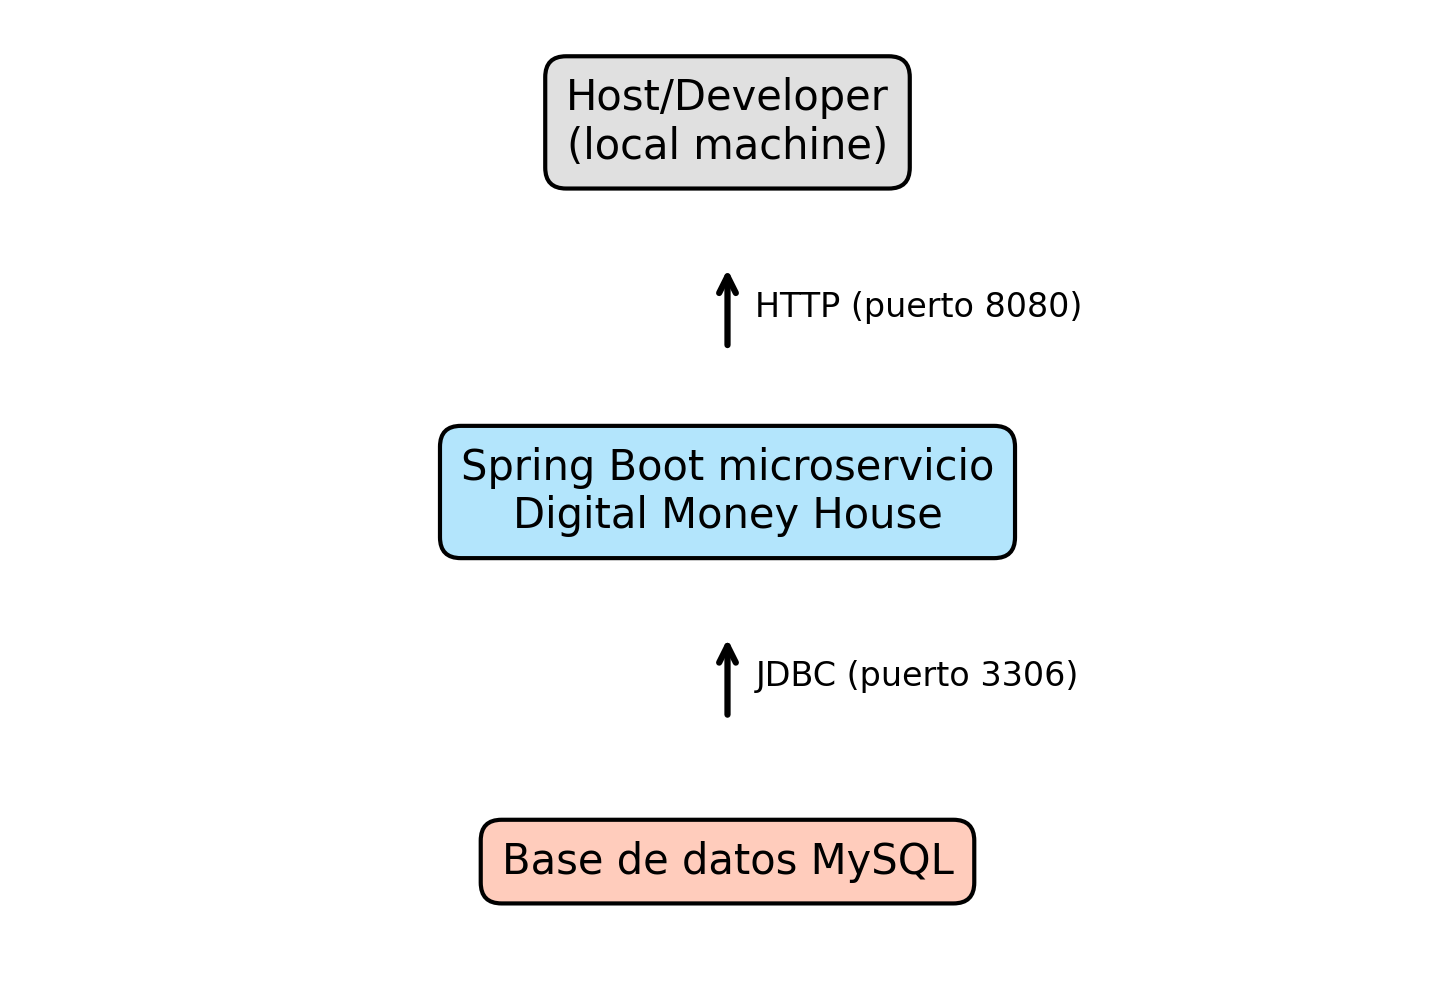 Host/Developer
(local machine)
HTTP (puerto 8080)
Spring Boot microservicio
Digital Money House
JDBC (puerto 3306)
Base de datos MySQL